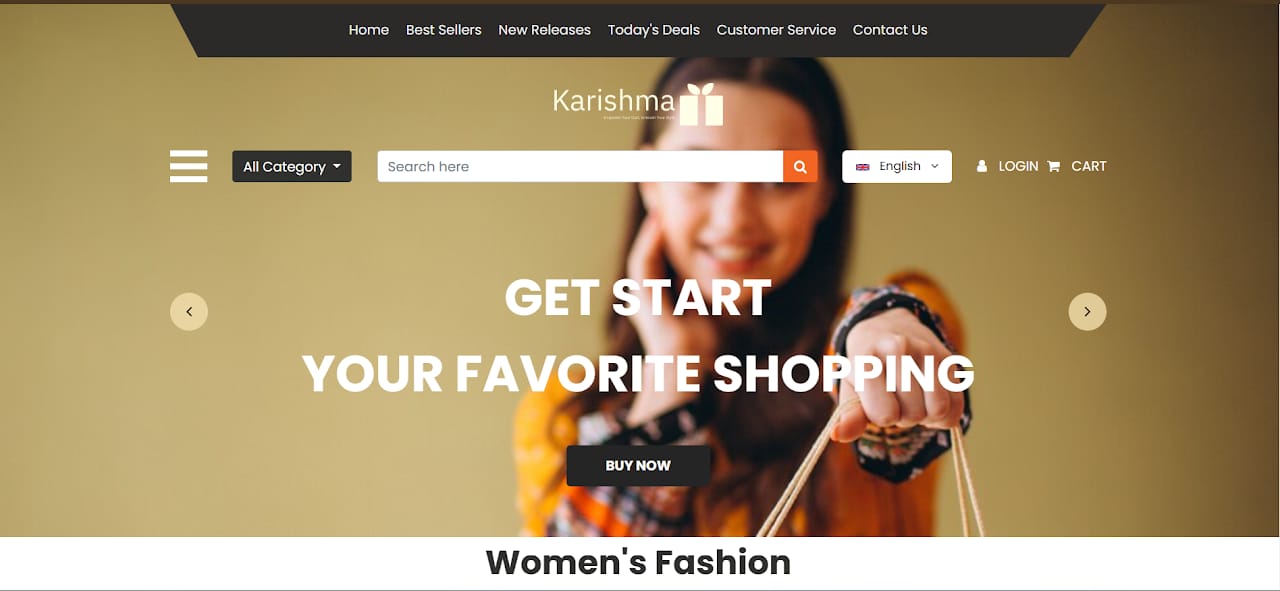 Home Best Sellers New Releases Today's Deals Customer Service Contact Us
Karishma
All Category
Search here
English
LOGIN CART
GET START
YOUR FAVORITE SHOPPING
BUY NOW
Women's Fashion